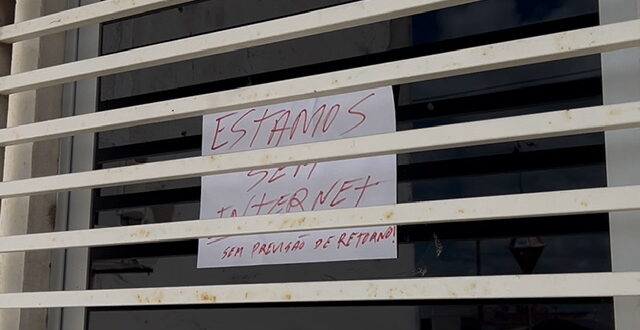 ESTAMOS
SEM
INTERNET
SEM PREVISÃO DE RETORNO!